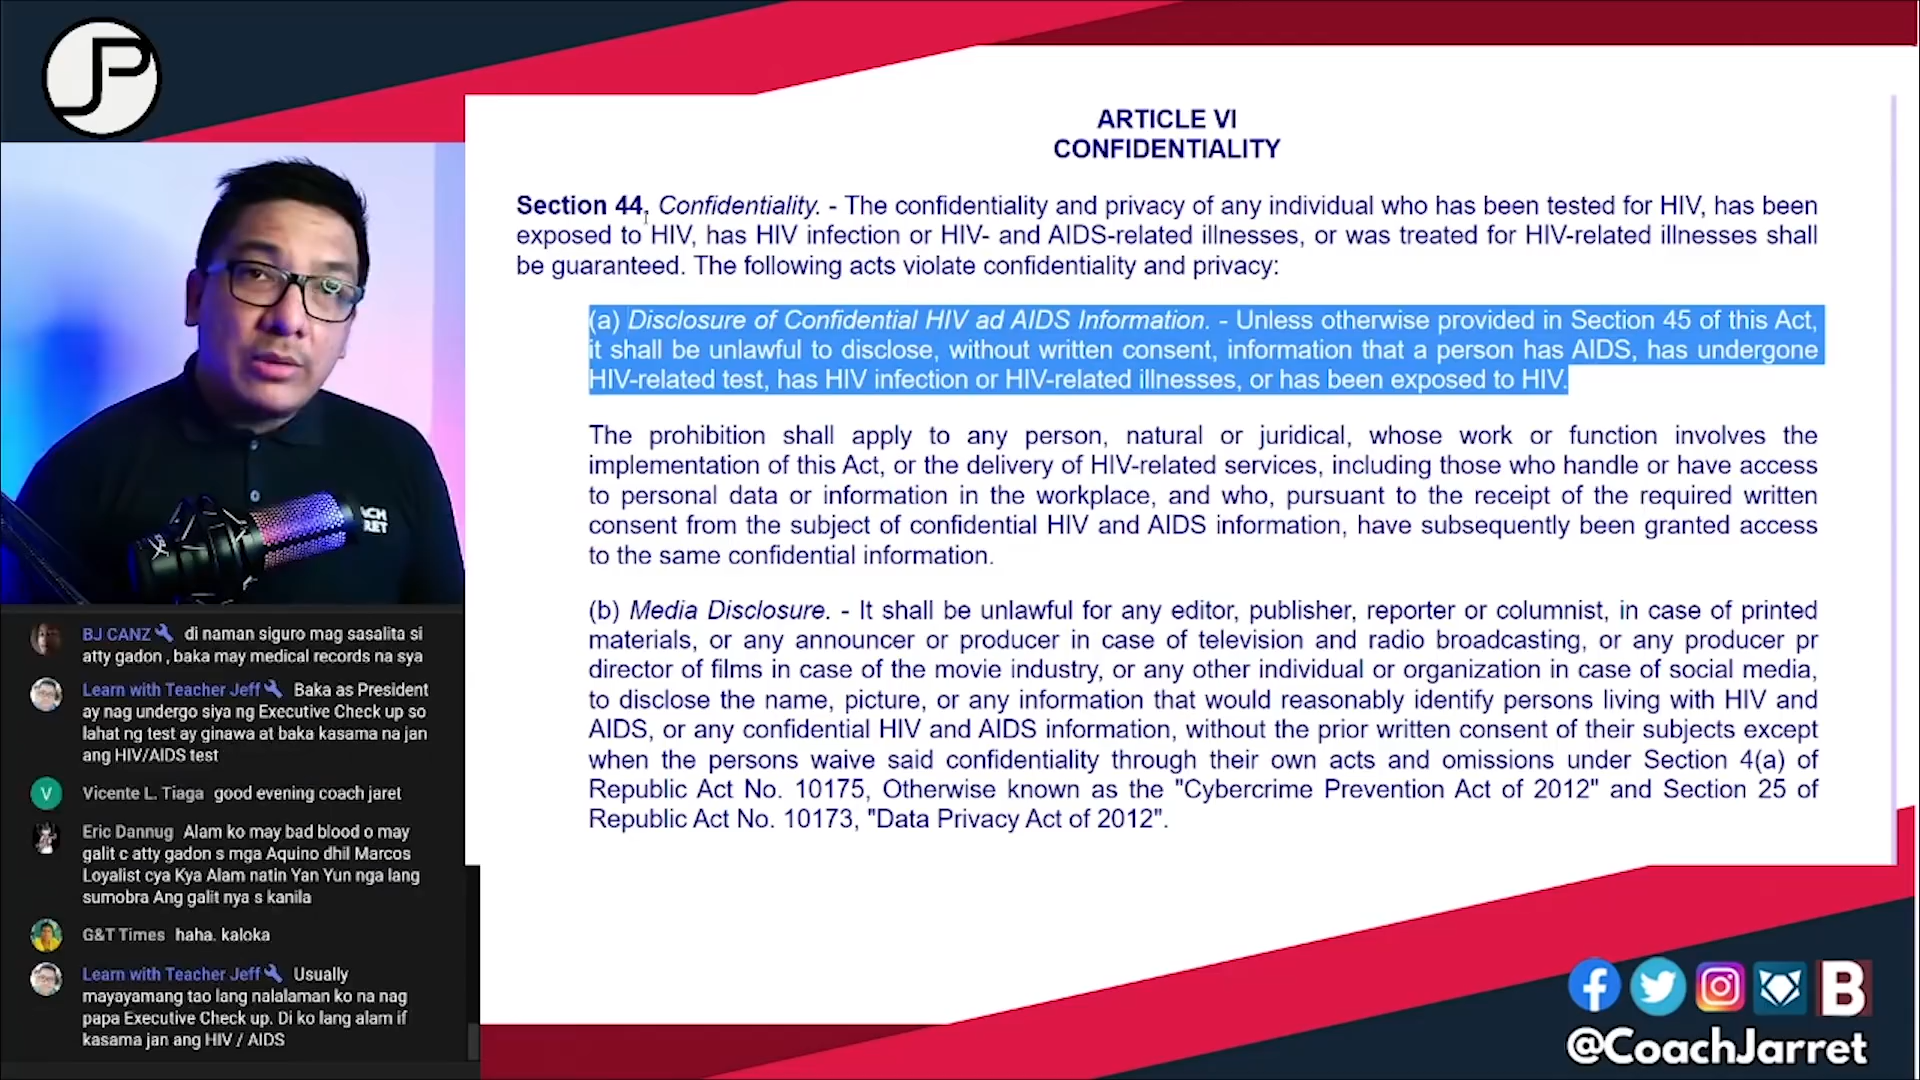 JP
ARTICLE VI
CONFIDENTIALITY
Section 44. Confidentiality. - The confidentiality and privacy of any individual who has been tested for HIV, has been
exposed to HIV, has HIV infection or HIV- and AIDS-related illnesses, or was treated for HIV-related illnesses shall
be guaranteed. The following acts violate confidentiality and privacy:
(a) Disclosure of Confidential HIV ad AIDS Information. - Unless otherwise provided in Section 45 of this Act,
it shall be unlawful to disclose, without written consent, information that a person has AIDS, has undergone
HIV-related test, has HIV infection or HIV-related illnesses, or has been exposed to HIV.
The prohibition shall apply to any person, natural or juridical, whose work or function involves the
implementation of this Act, or the delivery of HIV-related services, including those who handle or have access
to personal data or information in the workplace, and who, pursuant to the receipt of the required written
consent from the subject of confidential HIV and AIDS information, have subsequently been granted access
to the same confidential information.
(b) Media Disclosure. - It shall be unlawful for any editor, publisher, reporter or columnist, in case of printed
materials, or any announcer or producer in case of television and radio broadcasting, or any producer pr
director of films in case of the movie industry, or any other individual or organization in case of social media,
to disclose the name, picture, or any information that would reasonably identify persons living with HIV and
AIDS, or any confidential HIV and AIDS information, without the prior written consent of their subjects except
when the persons waive said confidentiality through their own acts and omissions under Section 4(a) of
Republic Act No. 10175, Otherwise known as the "Cybercrime Prevention Act of 2012" and Section 25 of
Republic Act No. 10173, "Data Privacy Act of 2012".
BJ CANZ di naman siguro mag sasalita si
atty gadon , baka may medical records na sya
Learn with Teacher Jeff Baka as President
ay nag undergo siya ng Executive Check up so
lahat ng test ay ginawa at baka kasama na jan
ang HIV/AIDS test
V Vicente L. Tiaga good evening coach jaret
Eric Dannug Alam ko may bad blood o may
galit c atty gadon s mga Aquino dhil Marcos
Loyalist cya Kya Alam natin Yan Yun nga lang
sumobra Ang galit nya s kanila
G&T Times haha. kaloka
Learn with Teacher Jeff Usually
mayayamang tao lang nalalaman ko na nag
papa Executive Check up. Di ko lang alam if
kasama jan ang HIV / AIDS
B
@CoachJarret